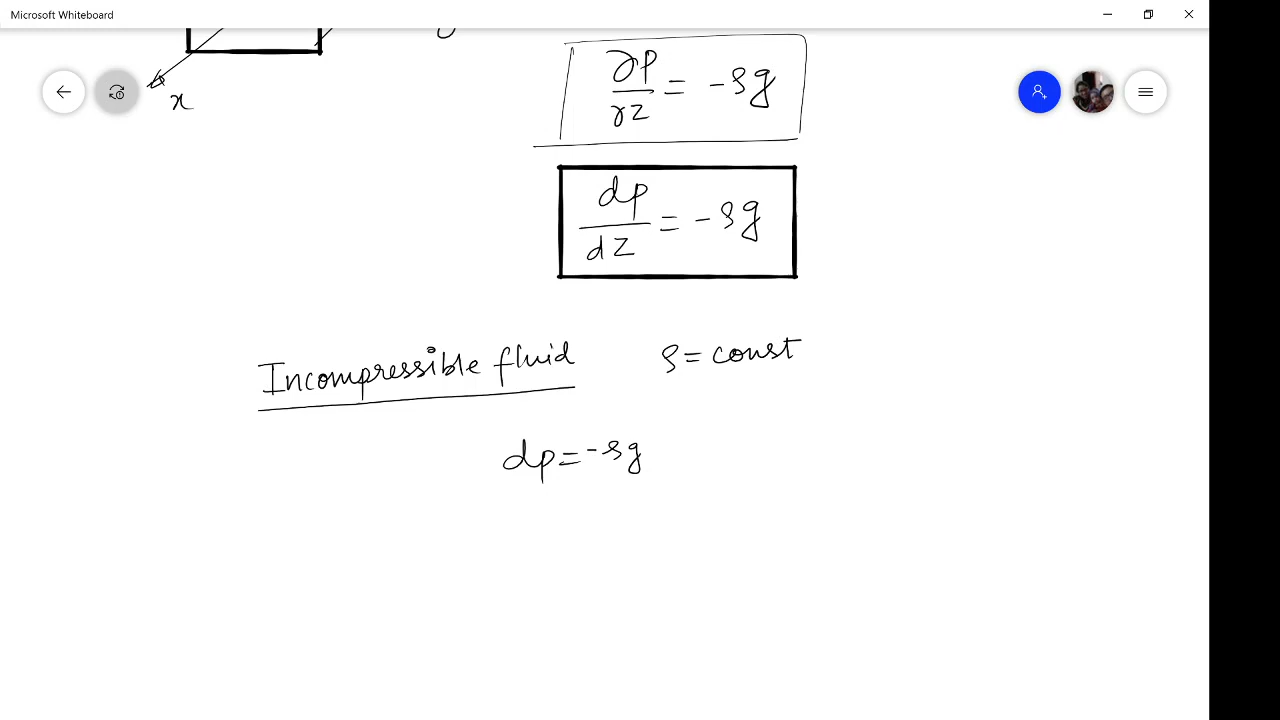 Microsoft Whiteboard
x
∂p/∂z = -ρg
dp/dz = -ρg
Incompressible fluid ρ = const
dp = -ρg